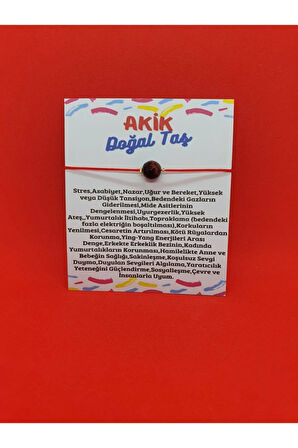 AKİK
Doğal Taş
Stres,Asabiyet,Nazar,Uğur ve Bereket,Yüksek
veya Düşük Tansiyon,Bedendeki Gazların
Giderilmesi,Mide Asitlerinin
Dengelenmesi,Uyurgezerlik,Yüksek
Ateş,,Yumurtalık İltihabı,Topraklama (bedendeki
fazla elektriğin boşaltılması),Korkuların
Yenilmesi,Cesaretin Artırılması,Kötü Rüyalardan
Korunma,Ying-Yang Enerjileri Arası
Denge,Erkekte Erkeklik Bezinin,Kadında
Yumurtalıkların Korunması,Hamilelikte Anne ve
Bebeğin Sağlığı,Sakinleşme,Koşulsuz Sevgi
Duyma,Duyulan Sevgileri Algılama,Yaratıcılık
Yeteneğini Güçlendirme,Sosyalleşme,Çevre ve
İnsanlarla Uyum.